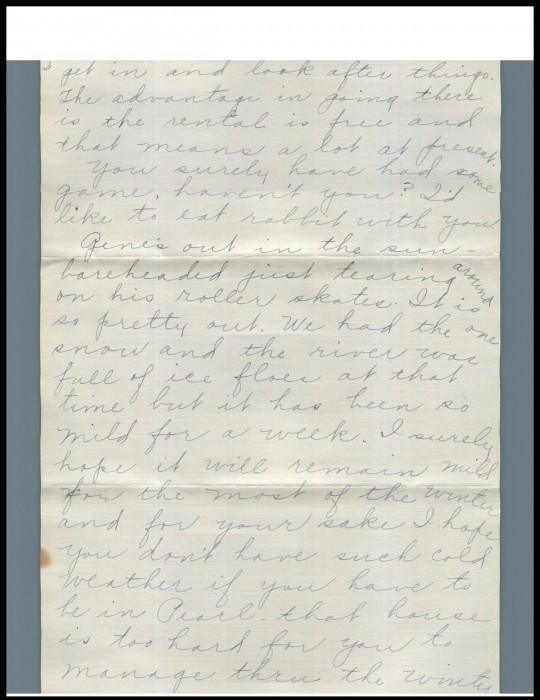 get in and look after things.
The advantage in going there
is the rental is free and
that means a lot at present.
You surely have had some
game, haven't you? I'd
like to eat rabbit with you.
Gene's out in the sun -
bareheaded just tearing around
on his roller skates. It is
so pretty out. We had the one
snow and the river was
full of ice floes at that
time but it has been so
mild for a week. I surely
hope it will remain mild
for the most of the winter
and for your sake I hope
you don't have such cold
weather if you have to
be in Pearl - that house
is too hard for you to
manage thru the winter